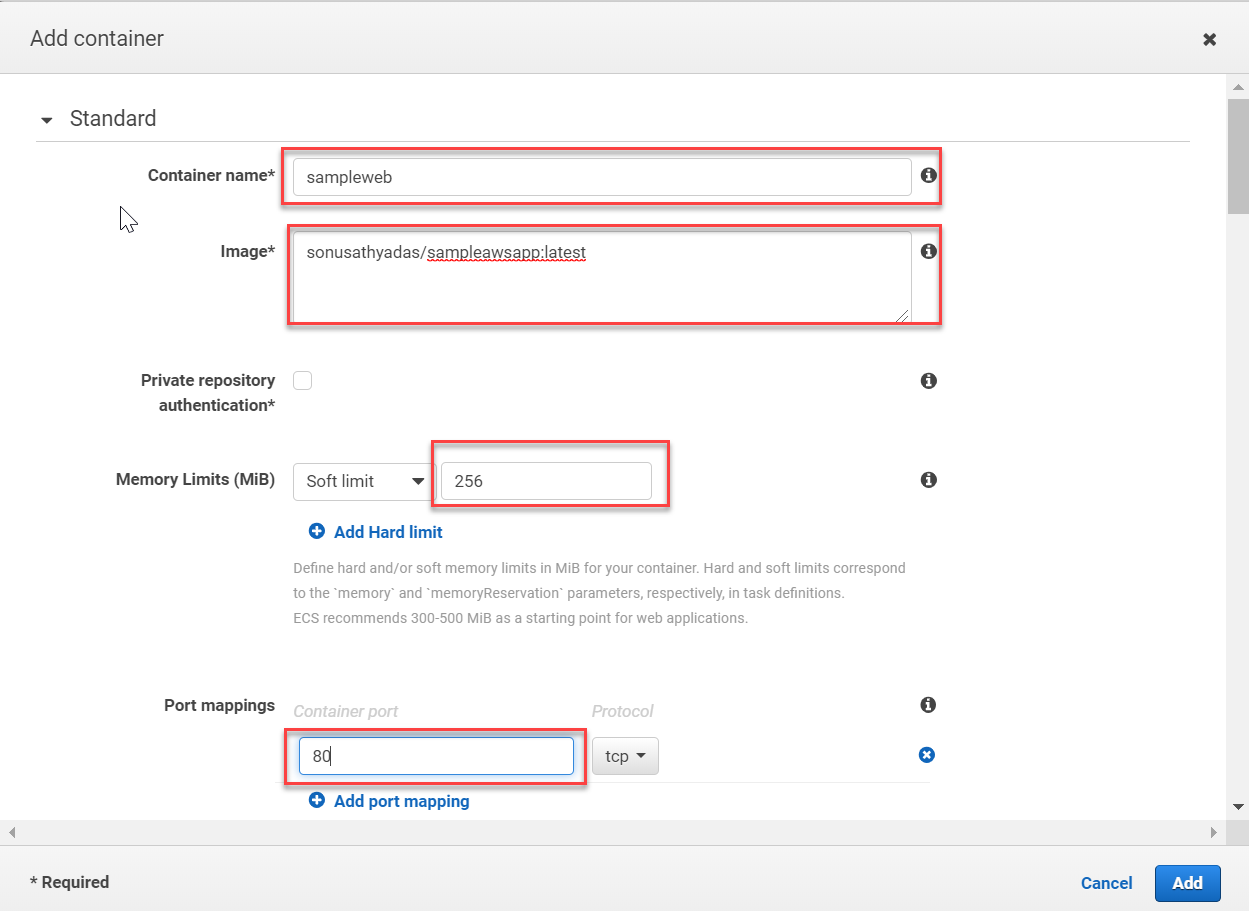 Add container
Standard
Container name*
sampleweb
Image*
sonusathyadas/sampleawsapp:latest
Private repository
authentication*
Memory Limits (MiB)
Soft limit
256
Add Hard limit
Define hard and/or soft memory limits in MiB for your container. Hard and soft limits correspond
to the `memory` and `memoryReservation` parameters, respectively, in task definitions.
ECS recommends 300-500 MiB as a starting point for web applications.
Port mappings
Container port
Protocol
80
tcp
Add port mapping
* Required
Cancel
Add